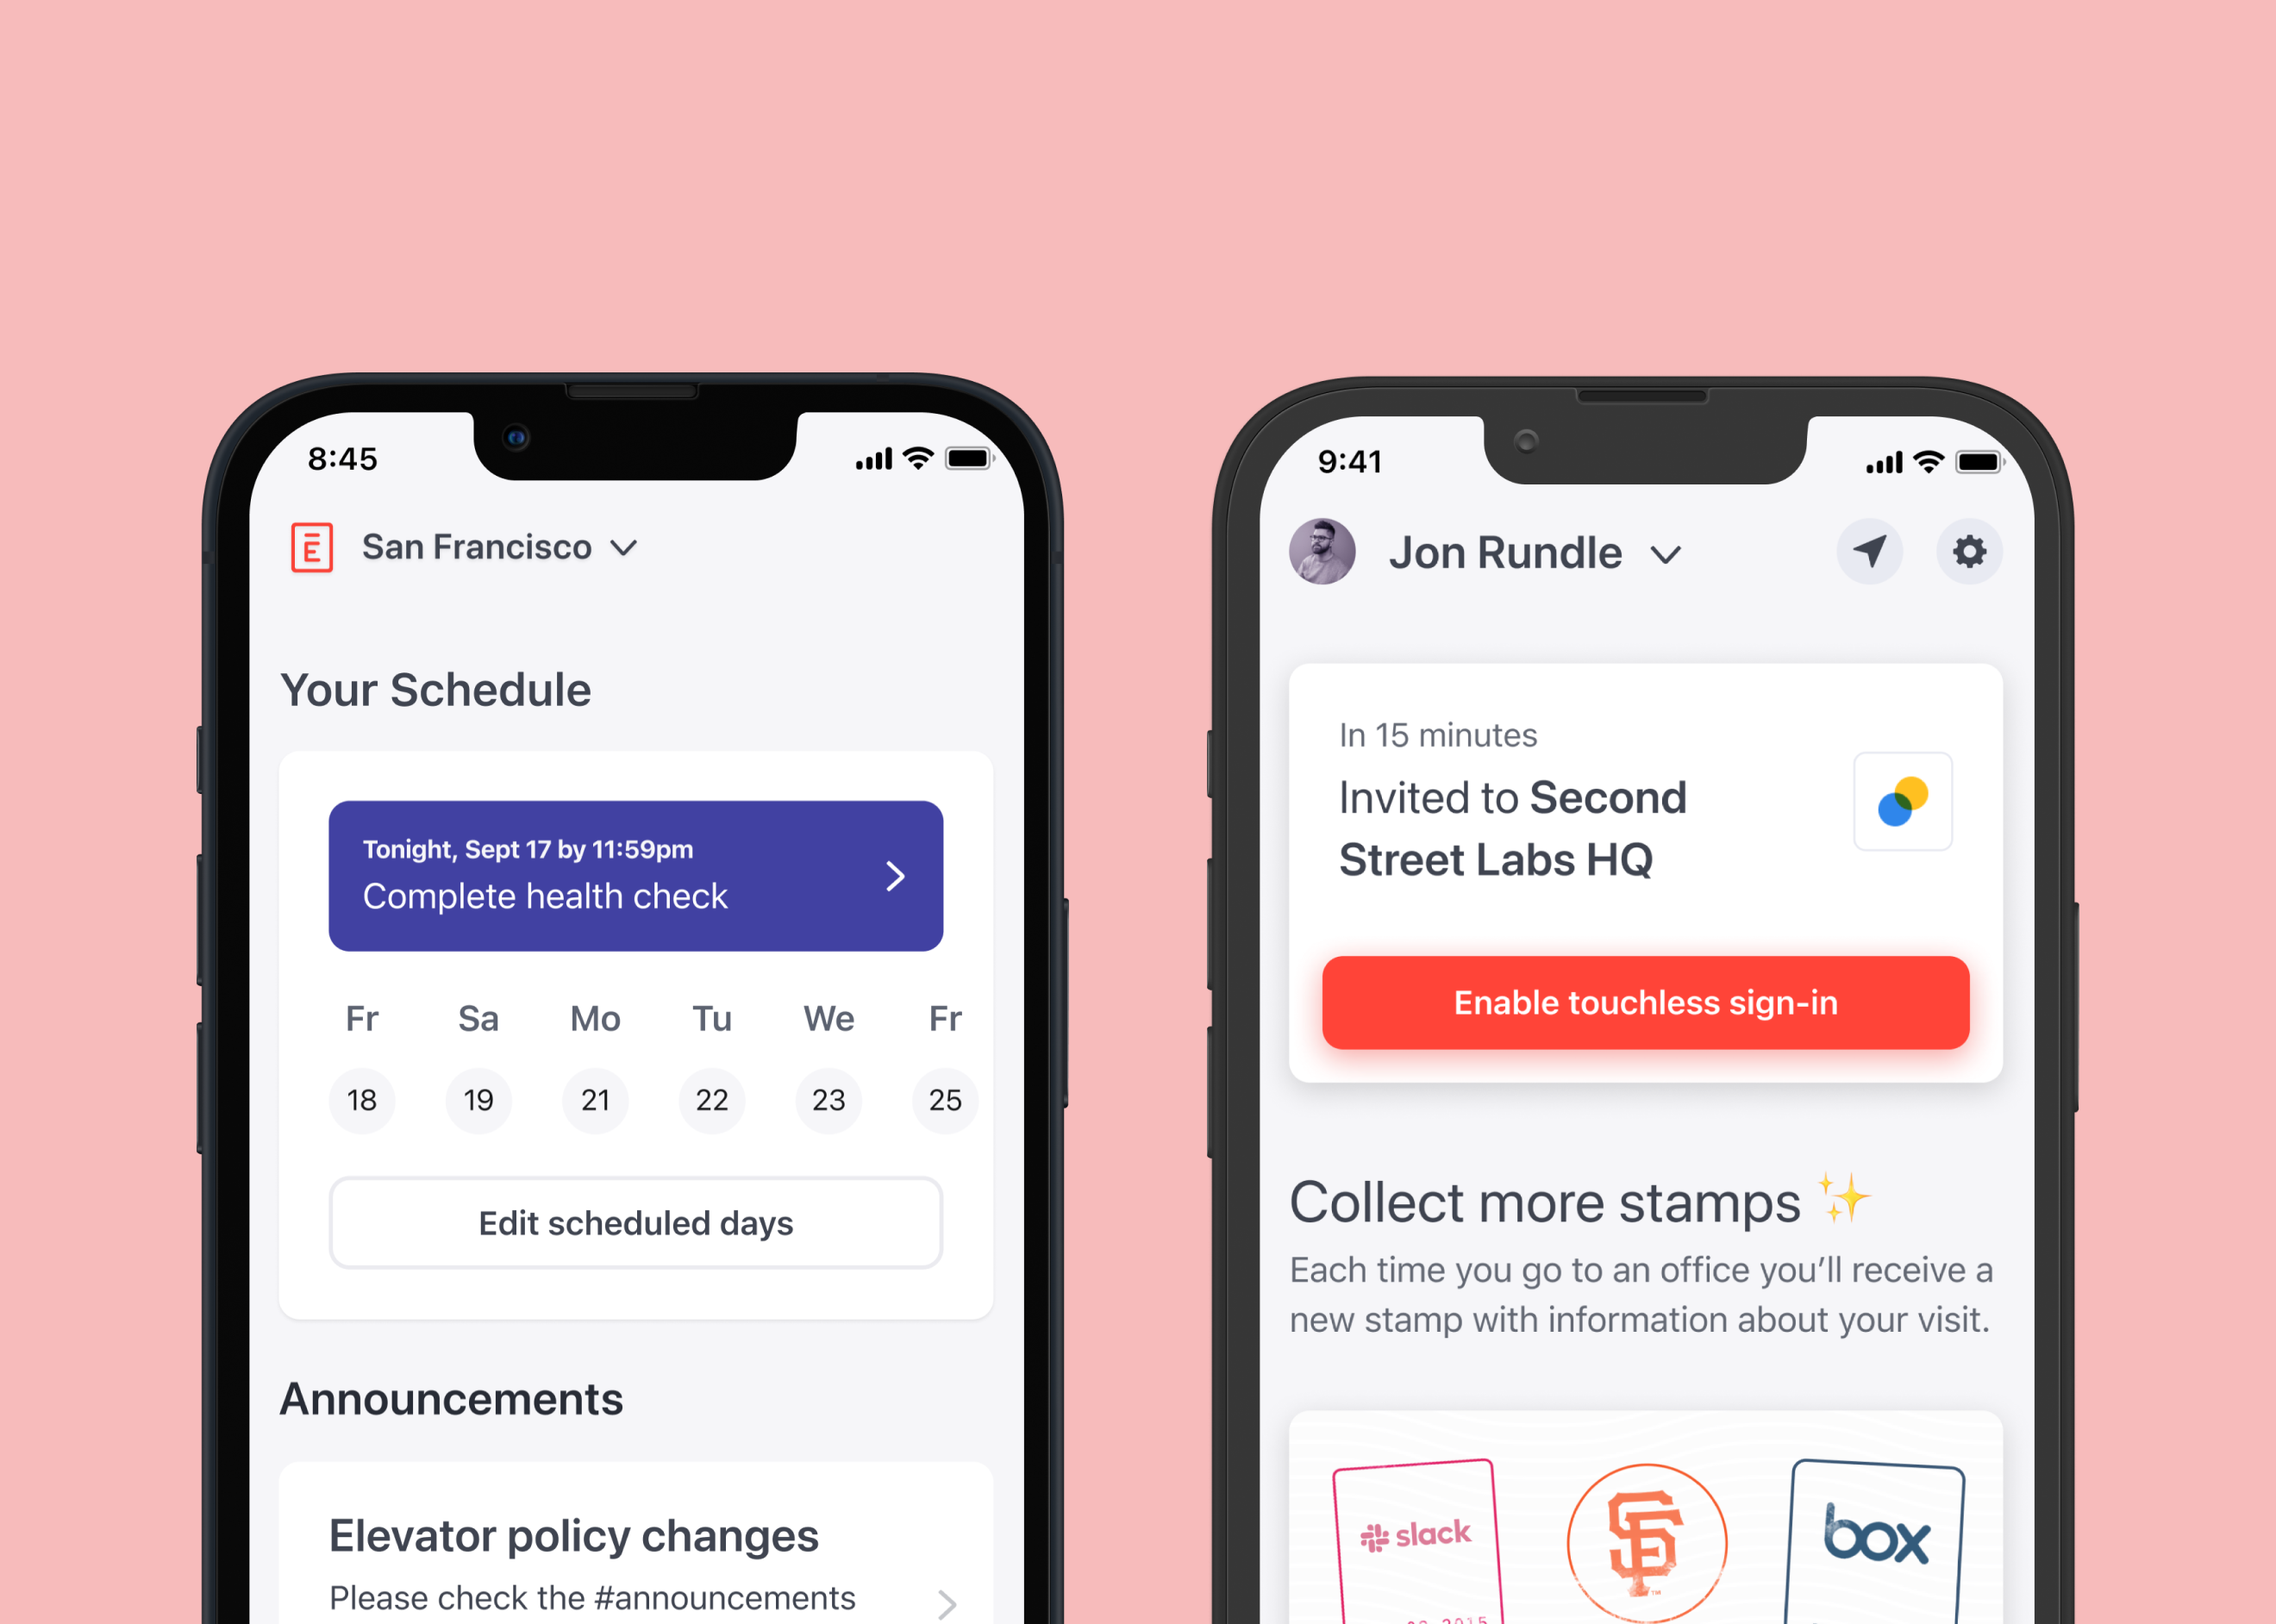 8:45
E
San Francisco
Your Schedule
Tonight, Sept 17 by 11:59pm
Complete health check
Fr Sa Mo Tu We Fr
18 19 21 22 23 25
Edit scheduled days
Announcements
Elevator policy changes
Please check the #announcements
9:41
Jon Rundle
In 15 minutes
Invited to Second
Street Labs HQ
Enable touchless sign-in
Collect more stamps ✨
Each time you go to an office you’ll receive a
new stamp with information about your visit.
slack
SF
TM
box
2015